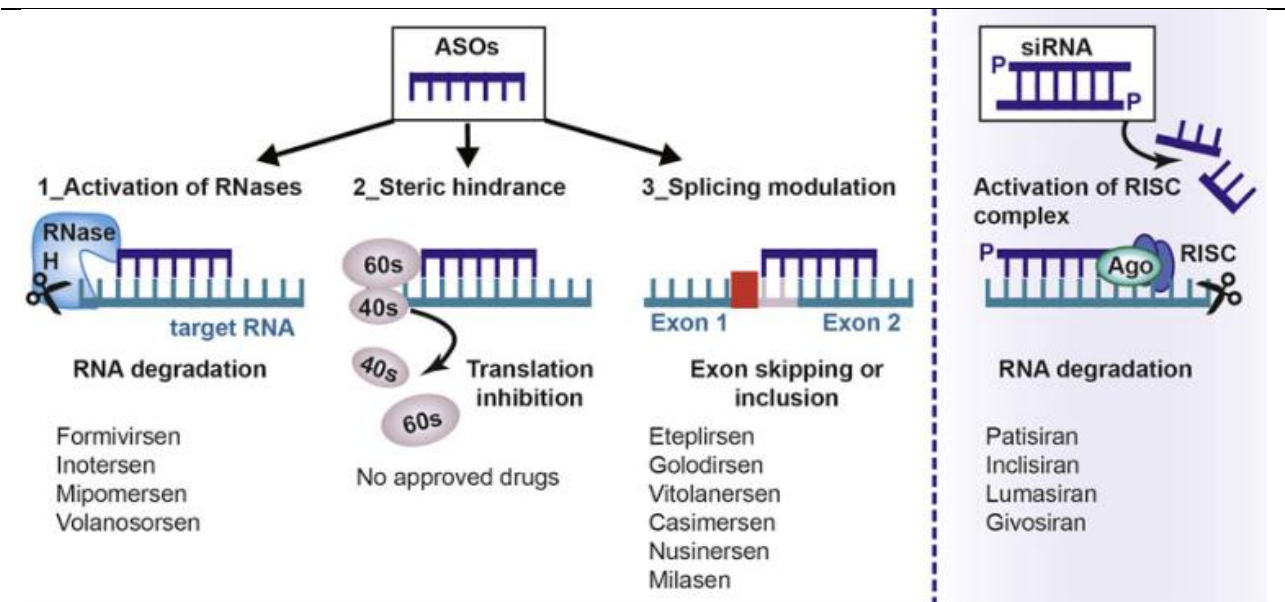 ASOs
1_Activation of RNases
RNase
H
target RNA
RNA degradation
Formivirsen
Inotersen
Mipomersen
Volanosorsen
2_Steric hindrance
60s
40s
40s
60s
Translation
inhibition
No approved drugs
3_Splicing modulation
Exon 1
Exon 2
Exon skipping or
inclusion
Eteplirsen
Golodirsen
Vitolanersen
Casimersen
Nusinersen
Milasen
siRNA
P
P
Activation of RISC
complex
P
Ago
RISC
RNA degradation
Patisiran
Inclisiran
Lumasiran
Givosiran